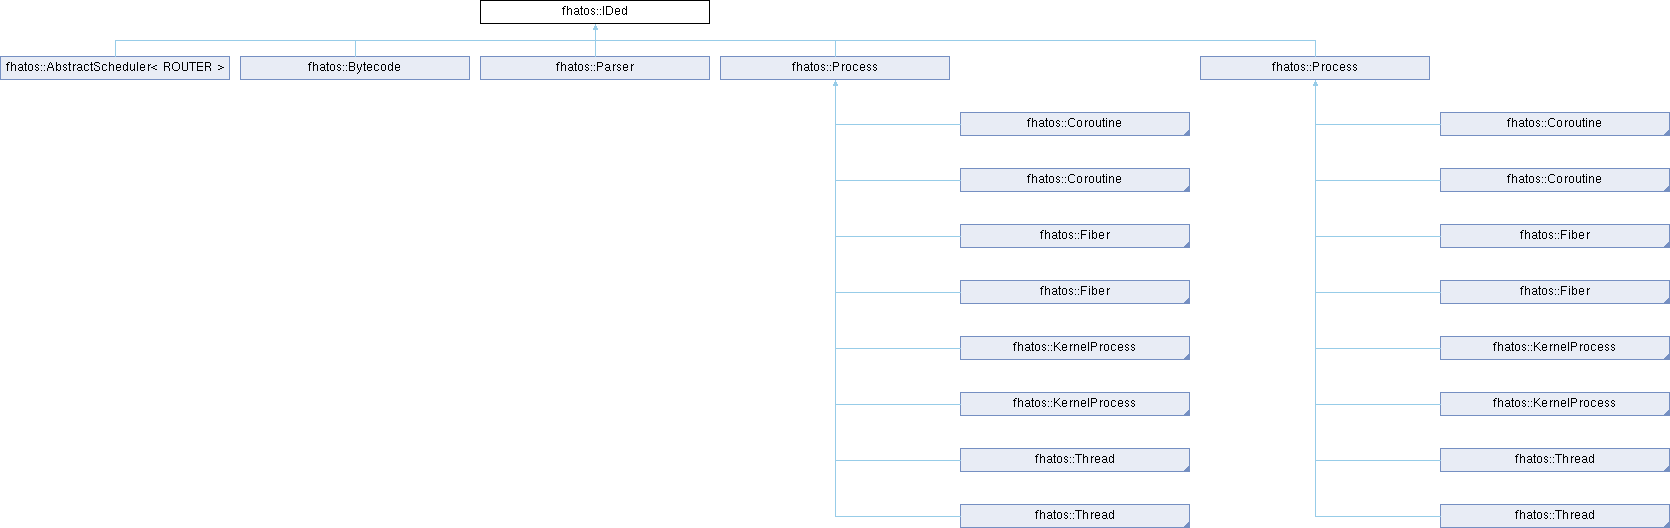 fhatos::IDed
fhatos::AbstractScheduler< ROUTER >
fhatos::Bytecode
fhatos::Parser
fhatos::Process
fhatos::Process
fhatos::Coroutine
fhatos::Coroutine
fhatos::Coroutine
fhatos::Coroutine
fhatos::Fiber
fhatos::Fiber
fhatos::Fiber
fhatos::Fiber
fhatos::KernelProcess
fhatos::KernelProcess
fhatos::KernelProcess
fhatos::KernelProcess
fhatos::Thread
fhatos::Thread
fhatos::Thread
fhatos::Thread